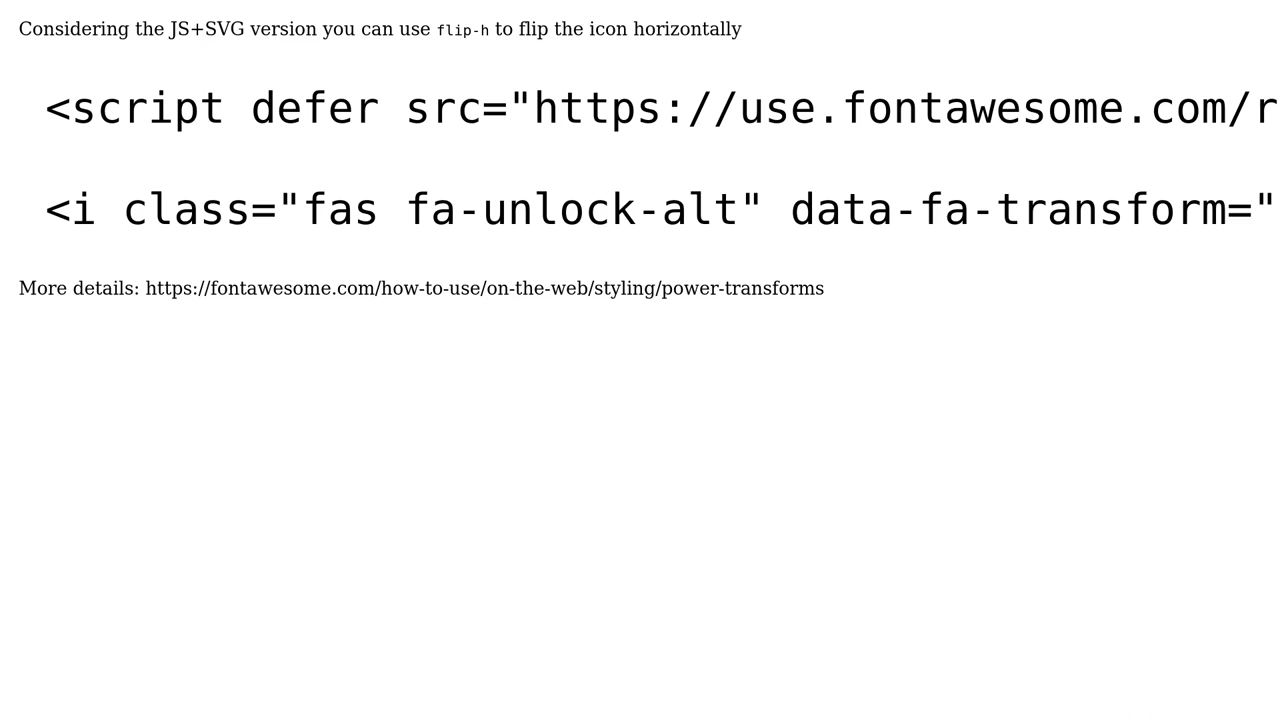 Considering the JS+SVG version you can use flip-h to flip the icon horizontally
<script defer src="https://use.fontawesome.com/r
<i class="fas fa-unlock-alt" data-fa-transform="
More details: https://fontawesome.com/how-to-use/on-the-web/styling/power-transforms